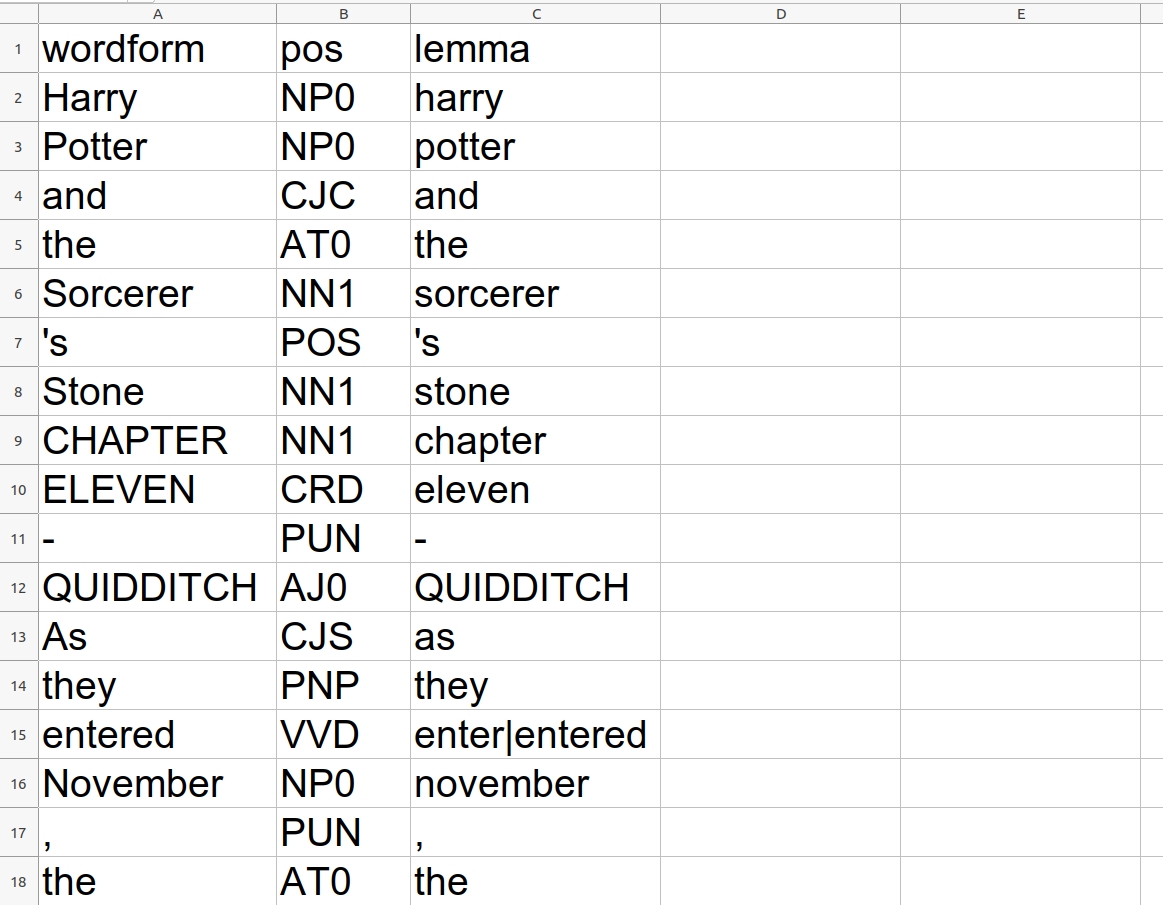 A B C D E
1 wordform pos lemma
2 Harry NP0 harry
3 Potter NP0 potter
4 and CJC and
5 the AT0 the
6 Sorcerer NN1 sorcerer
7 's POS 's
8 Stone NN1 stone
9 CHAPTER NN1 chapter
10 ELEVEN CRD eleven
11 - PUN -
12 QUIDDITCH AJ0 QUIDDITCH
13 As CJS as
14 they PNP they
15 entered VVD enter|entered
16 November NP0 november
17 , PUN ,
18 the AT0 the